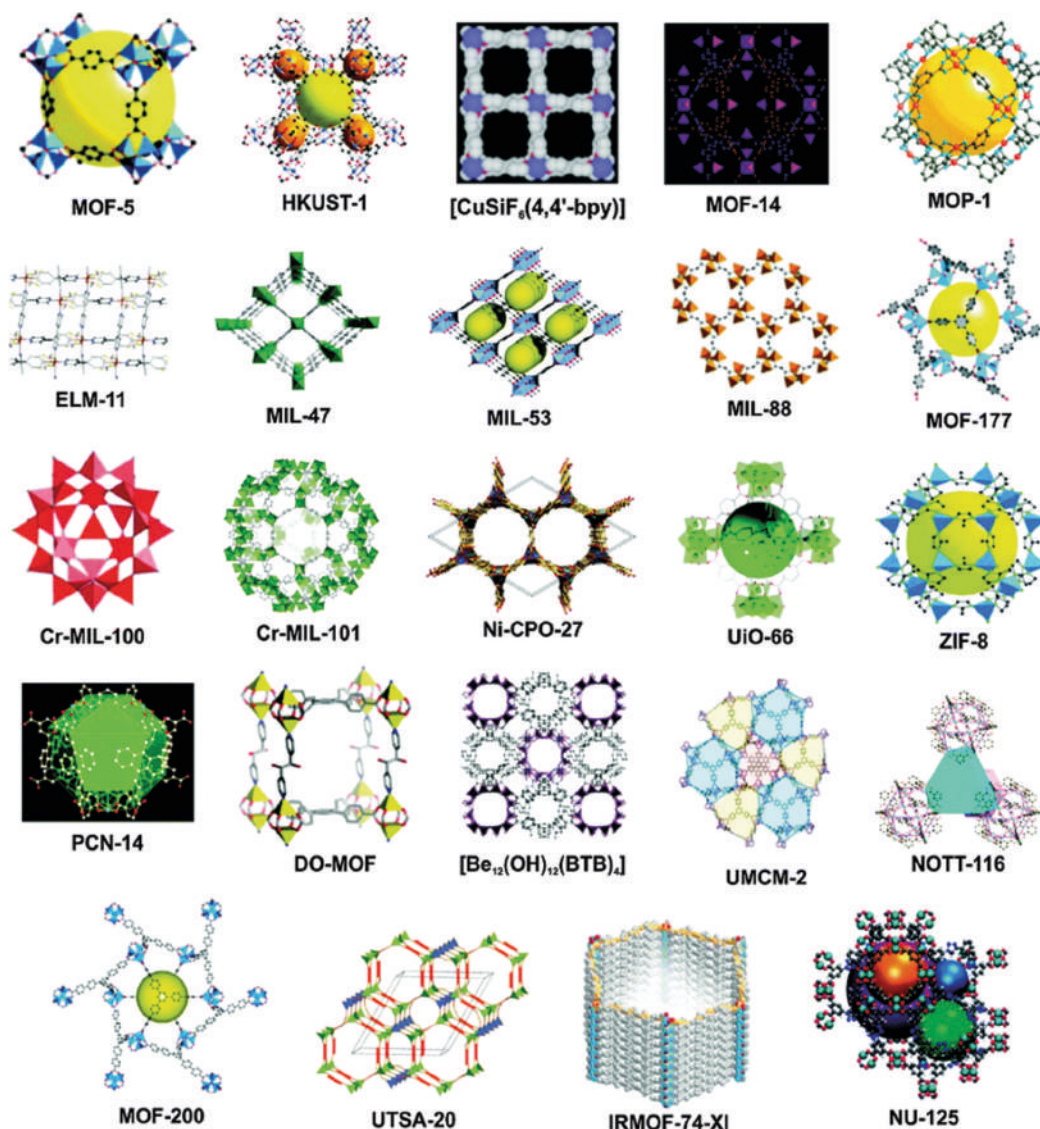 MOF-5
HKUST-1
[CuSiF₆(4,4'-bpy)]
MOF-14
MOP-1
ELM-11
MIL-47
MIL-53
MIL-88
MOF-177
Cr-MIL-100
Cr-MIL-101
Ni-CPO-27
UiO-66
ZIF-8
PCN-14
DO-MOF
[Be₁₂(OH)₁₂(BTB)₄]
UMCM-2
NOTT-116
MOF-200
UTSA-20
IRMOF-74-XI
NU-125